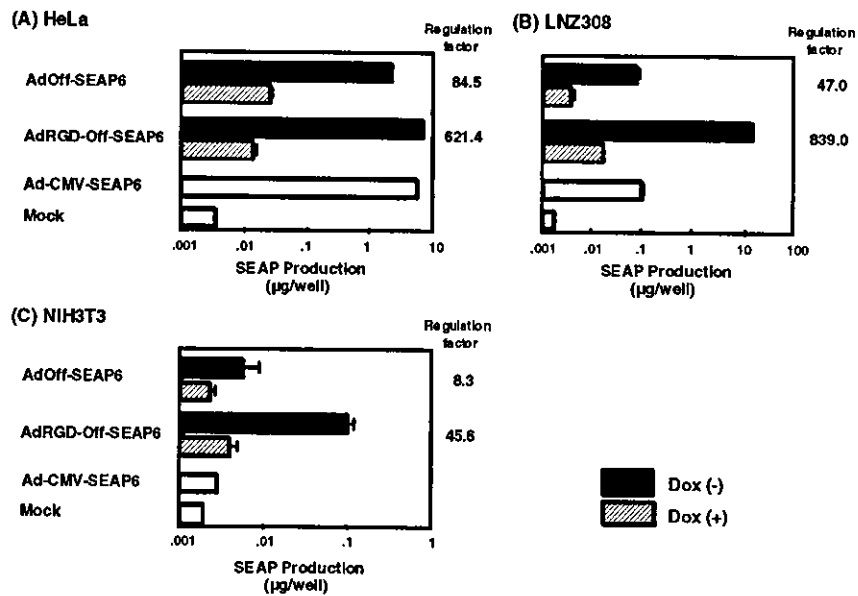 (A) HeLa
Regulation
factor
AdOff-SEAP6
84.5
AdRGD-Off-SEAP6
621.4
Ad-CMV-SEAP6
Mock
.001 .01 .1 1 10
SEAP Production
(µg/well)
(B) LNZ308
Regulation
factor
47.0
839.0
.001 .01 .1 1 10 100
SEAP Production
(µg/well)
(C) NIH3T3
Regulation
factor
AdOff-SEAP6
8.3
AdRGD-Off-SEAP6
45.6
Ad-CMV-SEAP6
Mock
.001 .01 .1 1
SEAP Production
(µg/well)
Dox (-)
Dox (+)